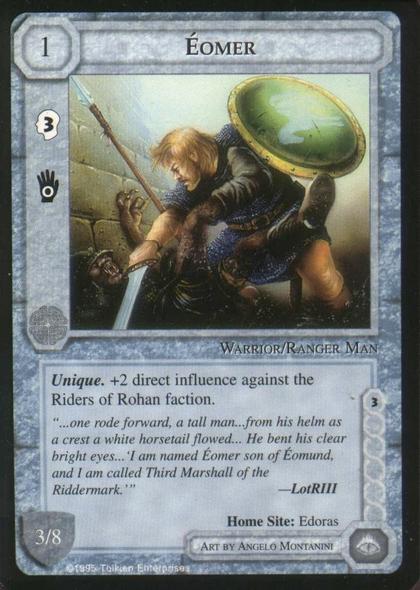 1
ÉOMER
3
0
WARRIOR/RANGER MAN
Unique. +2 direct influence against the
Riders of Rohan faction.
“...one rode forward, a tall man...from his helm as
a crest a white horsetail flowed... He bent his clear
bright eyes...‘I am named Éomer son of Éomund,
and I am called Third Marshall of the
Riddermark.’”
—LotRIII
3
Home Site: Edoras
3/8
ART BY ANGELO MONTANINI
©1995 Tolkien Enterprises